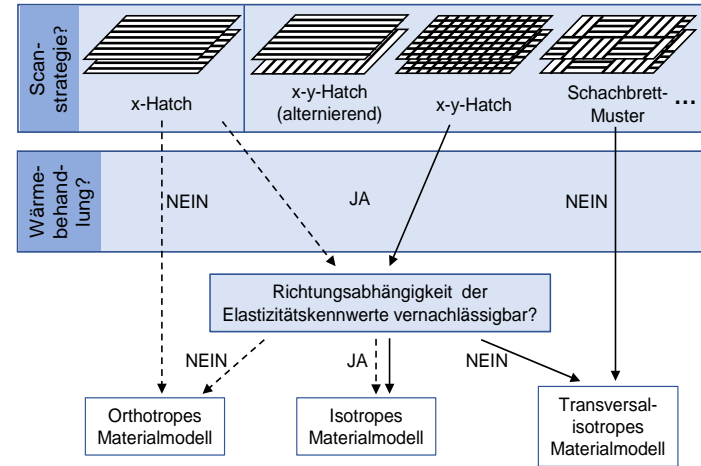 Scan-
strategie?
x-Hatch
x-y-Hatch
(alternierend)
x-y-Hatch
Schachbrett-
Muster
...
Wärme-
behand-
lung?
NEIN
JA
NEIN
Richtungsabhängigkeit der
Elastizitätskennwerte vernachlässigbar?
NEIN
JA
NEIN
Orthotropes
Materialmodell
Isotropes
Materialmodell
Transversal-
isotropes
Materialmodell